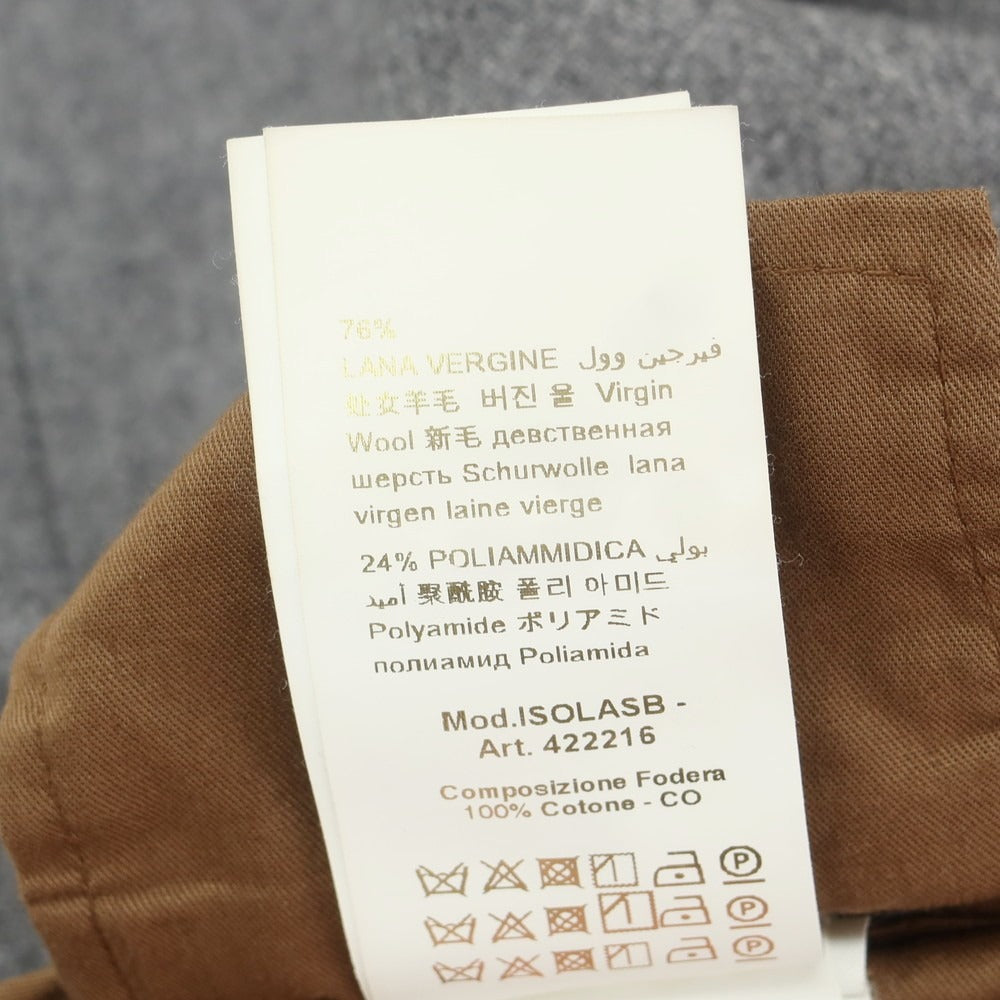 76%
LANA VERGINE فيرجين وول
处女羊毛 버진 울 Virgin
Wool 新毛 девственная
шерсть Schurwolle lana
virgen laine vierge
24% POLIAMMIDICA بولي
أميد 聚酰胺 폴리 아미드
Polyamide ポリアミド
полиамид Poliamida
Mod.ISOLASB -
Art. 422216
Composizione Fodera
100% Cotone - CO
P
P
P